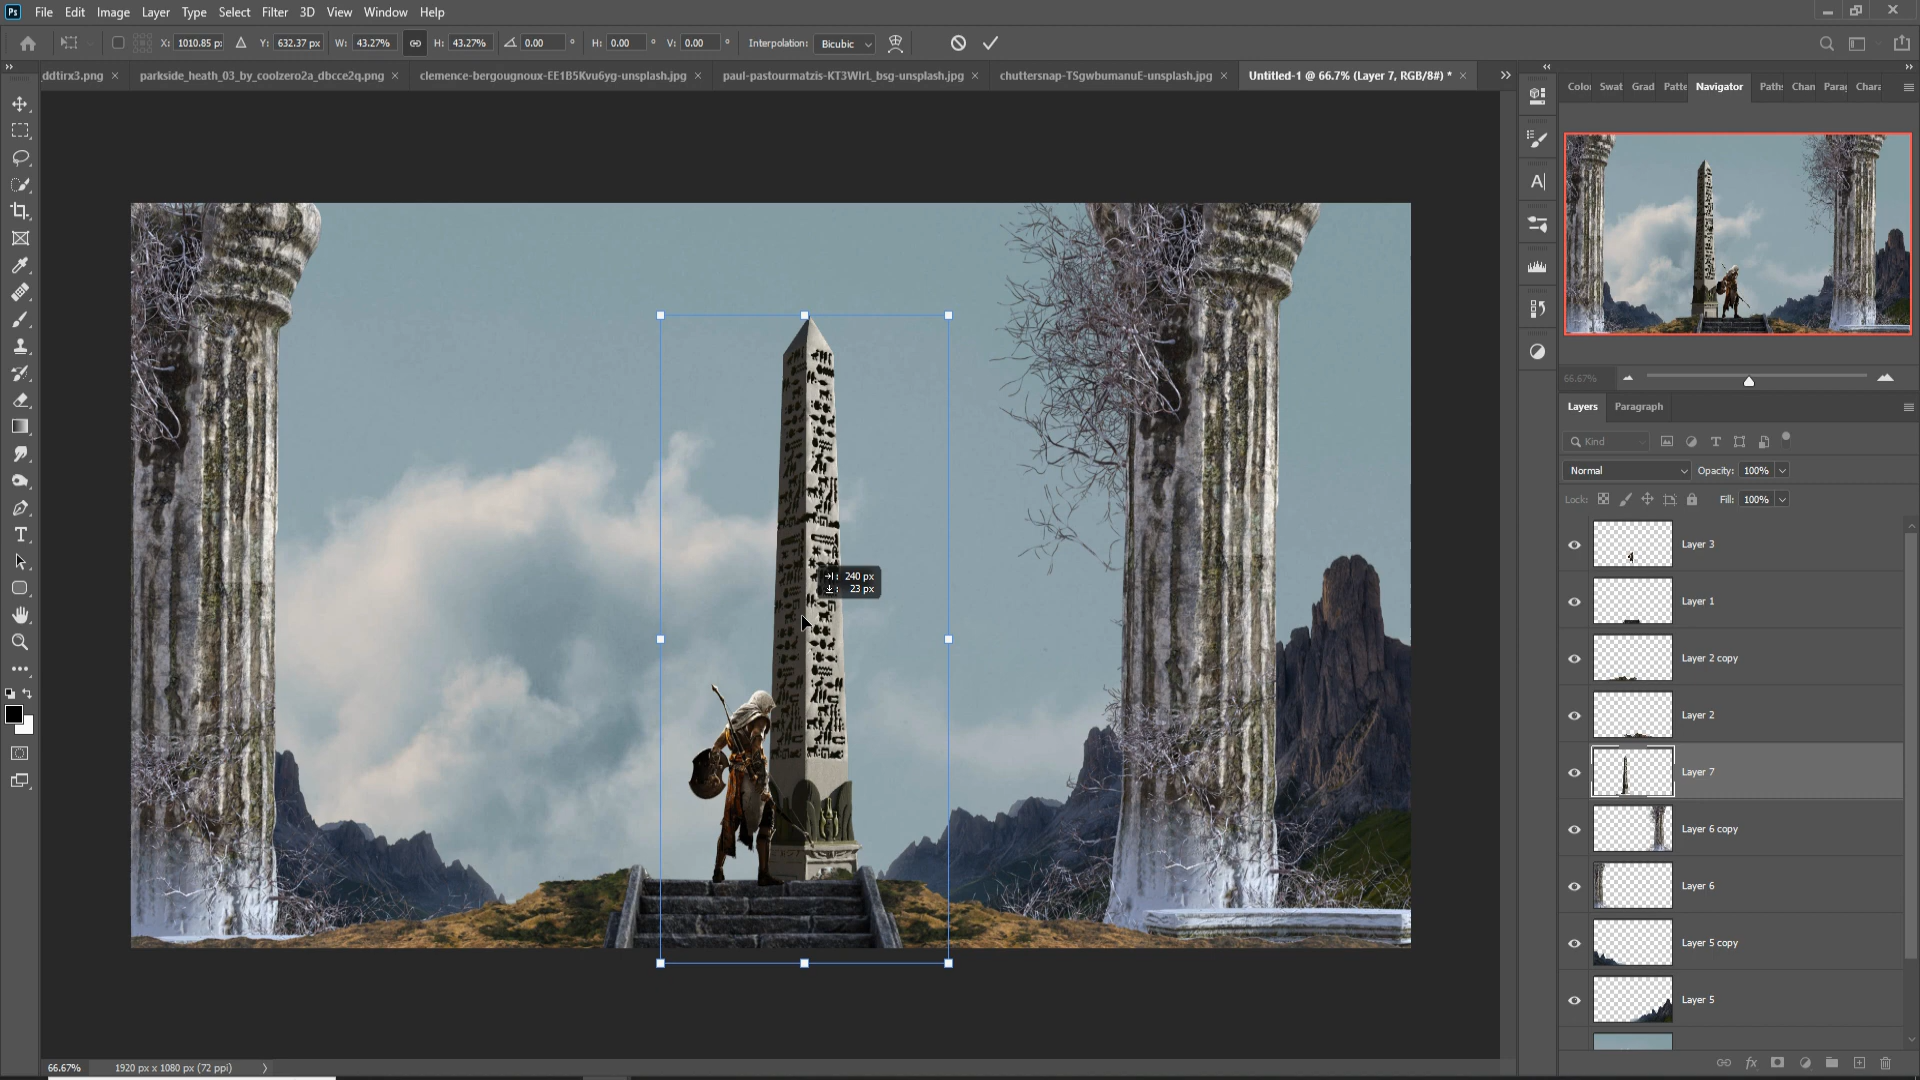 Ps File Edit Image Layer Type Select Filter 3D View Window Help
X: 1010.85 p: Y: 632.37 px W: 43.27% H: 43.27% 0.00 ° H: 0.00 ° V: 0.00 ° Interpolation: Bicubic
ddtirx3.png × parkside_heath_03_by_coolzero2a_dbcce2q.png × clemence-bergougnoux-EE1B5Kvu6yg-unsplash.jpg × paul-pastourmatzis-KT3WlrL_bsg-unsplash.jpg × chuttersnap-TSgwbumanuE-unsplash.jpg × Untitled-1 @ 66.7% (Layer 7, RGB/8#) * ×
Color Swat Grad Patte Navigator Paths Chan Parag Chara
66.67%
Layers Paragraph
Kind
Normal Opacity: 100%
Lock: Fill: 100%
Layer 3
Layer 1
Layer 2 copy
Layer 2
Layer 7
Layer 6 copy
Layer 6
Layer 5 copy
Layer 5
fx
: 240 px
: 23 px
66.67% 1920 px x 1080 px (72 ppi)